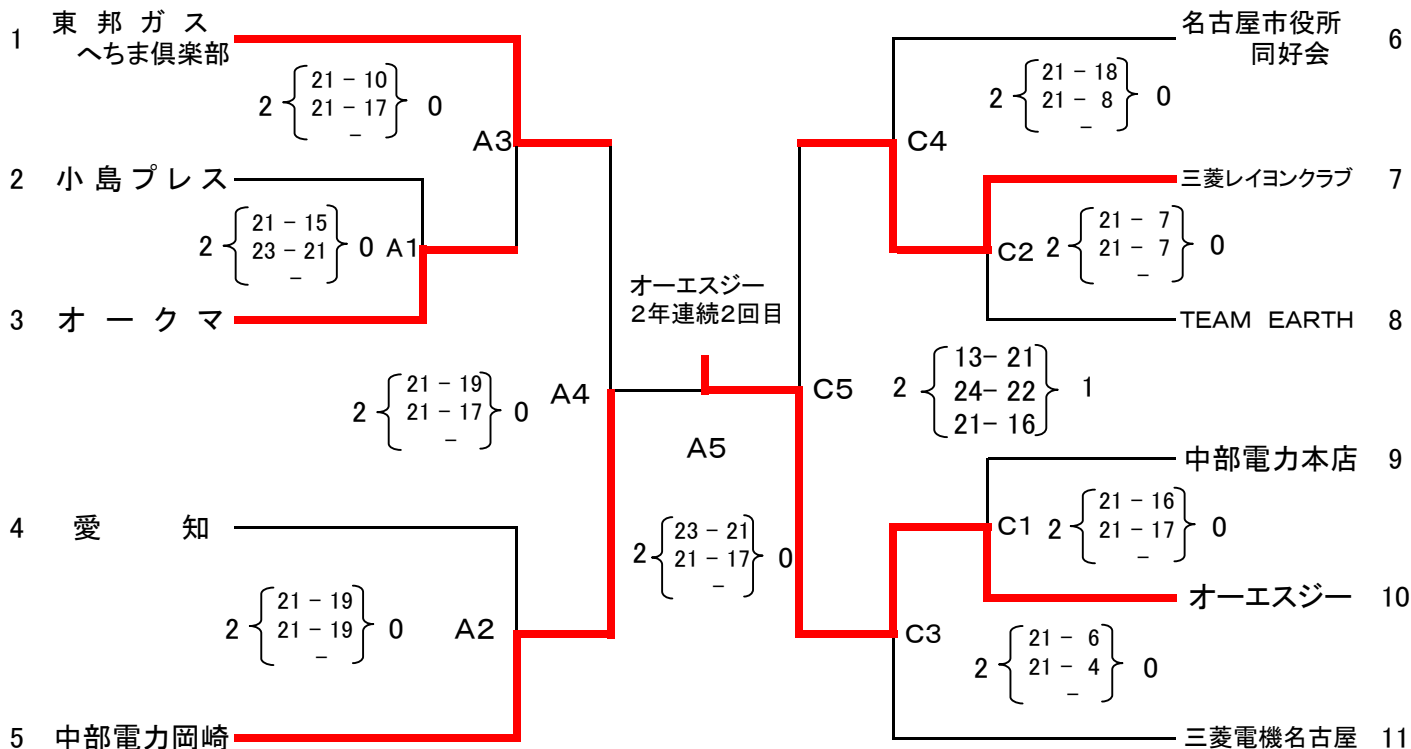 1 東邦ガス
へちま倶楽部
2 { 21 - 10
21 - 17
- } 0
A3
2 小島プレス
2 { 21 - 15
23 - 21
- } 0
A1
3 オークマ
2 { 21 - 19
21 - 17
- } 0
A4
4 愛知
2 { 21 - 19
21 - 19
- } 0
A2
5 中部電力岡崎
オーエスジー
2年連続2回目
A5
2 { 23 - 21
21 - 17
- } 0
名古屋市役所
同好会 6
2 { 21 - 18
21 - 8
- } 0
C4
三菱レイヨンクラブ 7
C2
2 { 21 - 7
21 - 7
- } 0
TEAM EARTH 8
C5
2 { 13- 21
24- 22
21- 16 } 1
中部電力本店 9
C1
2 { 21 - 16
21 - 17
- } 0
オーエスジー 10
C3
2 { 21 - 6
21 - 4
- } 0
三菱電機名古屋 11